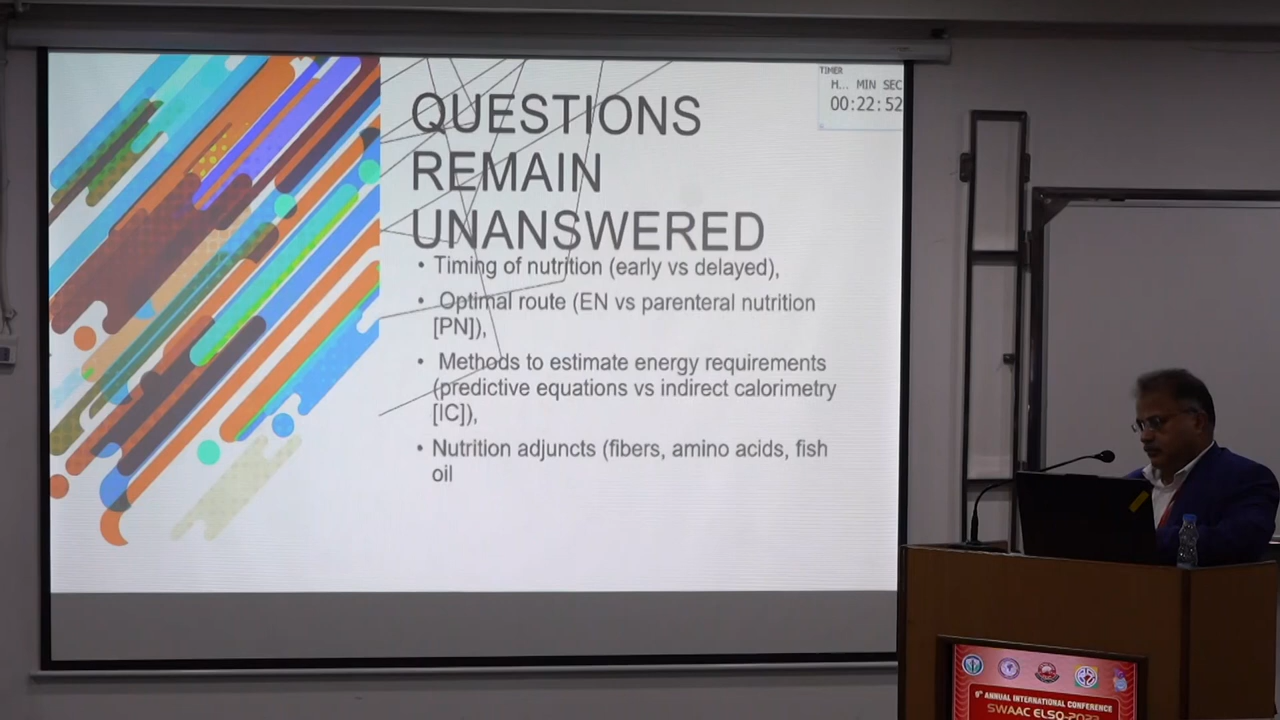 QUESTIONS
REMAIN
UNANSWERED
• Timing of nutrition (early vs delayed),
• Optimal route (EN vs parenteral nutrition
[PN]),
• Methods to estimate energy requirements
(predictive equations vs indirect calorimetry
[IC]),
• Nutrition adjuncts (fibers, amino acids, fish
oil
TIMER
H... MIN SEC
00:22:52
ANNUAL INTERNATIONAL CONFERENCE
SWAAC ELSO